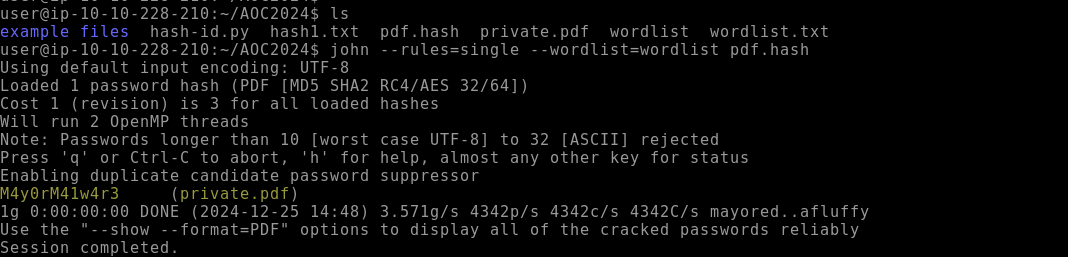 user@ip-10-10-228-210:~/AOC2024$ ls
example files  hash-id.py  hash1.txt  pdf.hash  private.pdf  wordlist  wordlist.txt
user@ip-10-10-228-210:~/AOC2024$ john --rules=single --wordlist=wordlist pdf.hash
Using default input encoding: UTF-8
Loaded 1 password hash (PDF [MD5 SHA2 RC4/AES 32/64])
Cost 1 (revision) is 3 for all loaded hashes
Will run 2 OpenMP threads
Note: Passwords longer than 10 [worst case UTF-8] to 32 [ASCII] rejected
Press 'q' or Ctrl-C to abort, 'h' for help, almost any other key for status
Enabling duplicate candidate password suppressor
M4y0rM41w4r3     (private.pdf)
1g 0:00:00:00 DONE (2024-12-25 14:48) 3.571g/s 4342p/s 4342c/s 4342C/s mayored..afluffy
Use the "--show --format=PDF" options to display all of the cracked passwords reliably
Session completed.